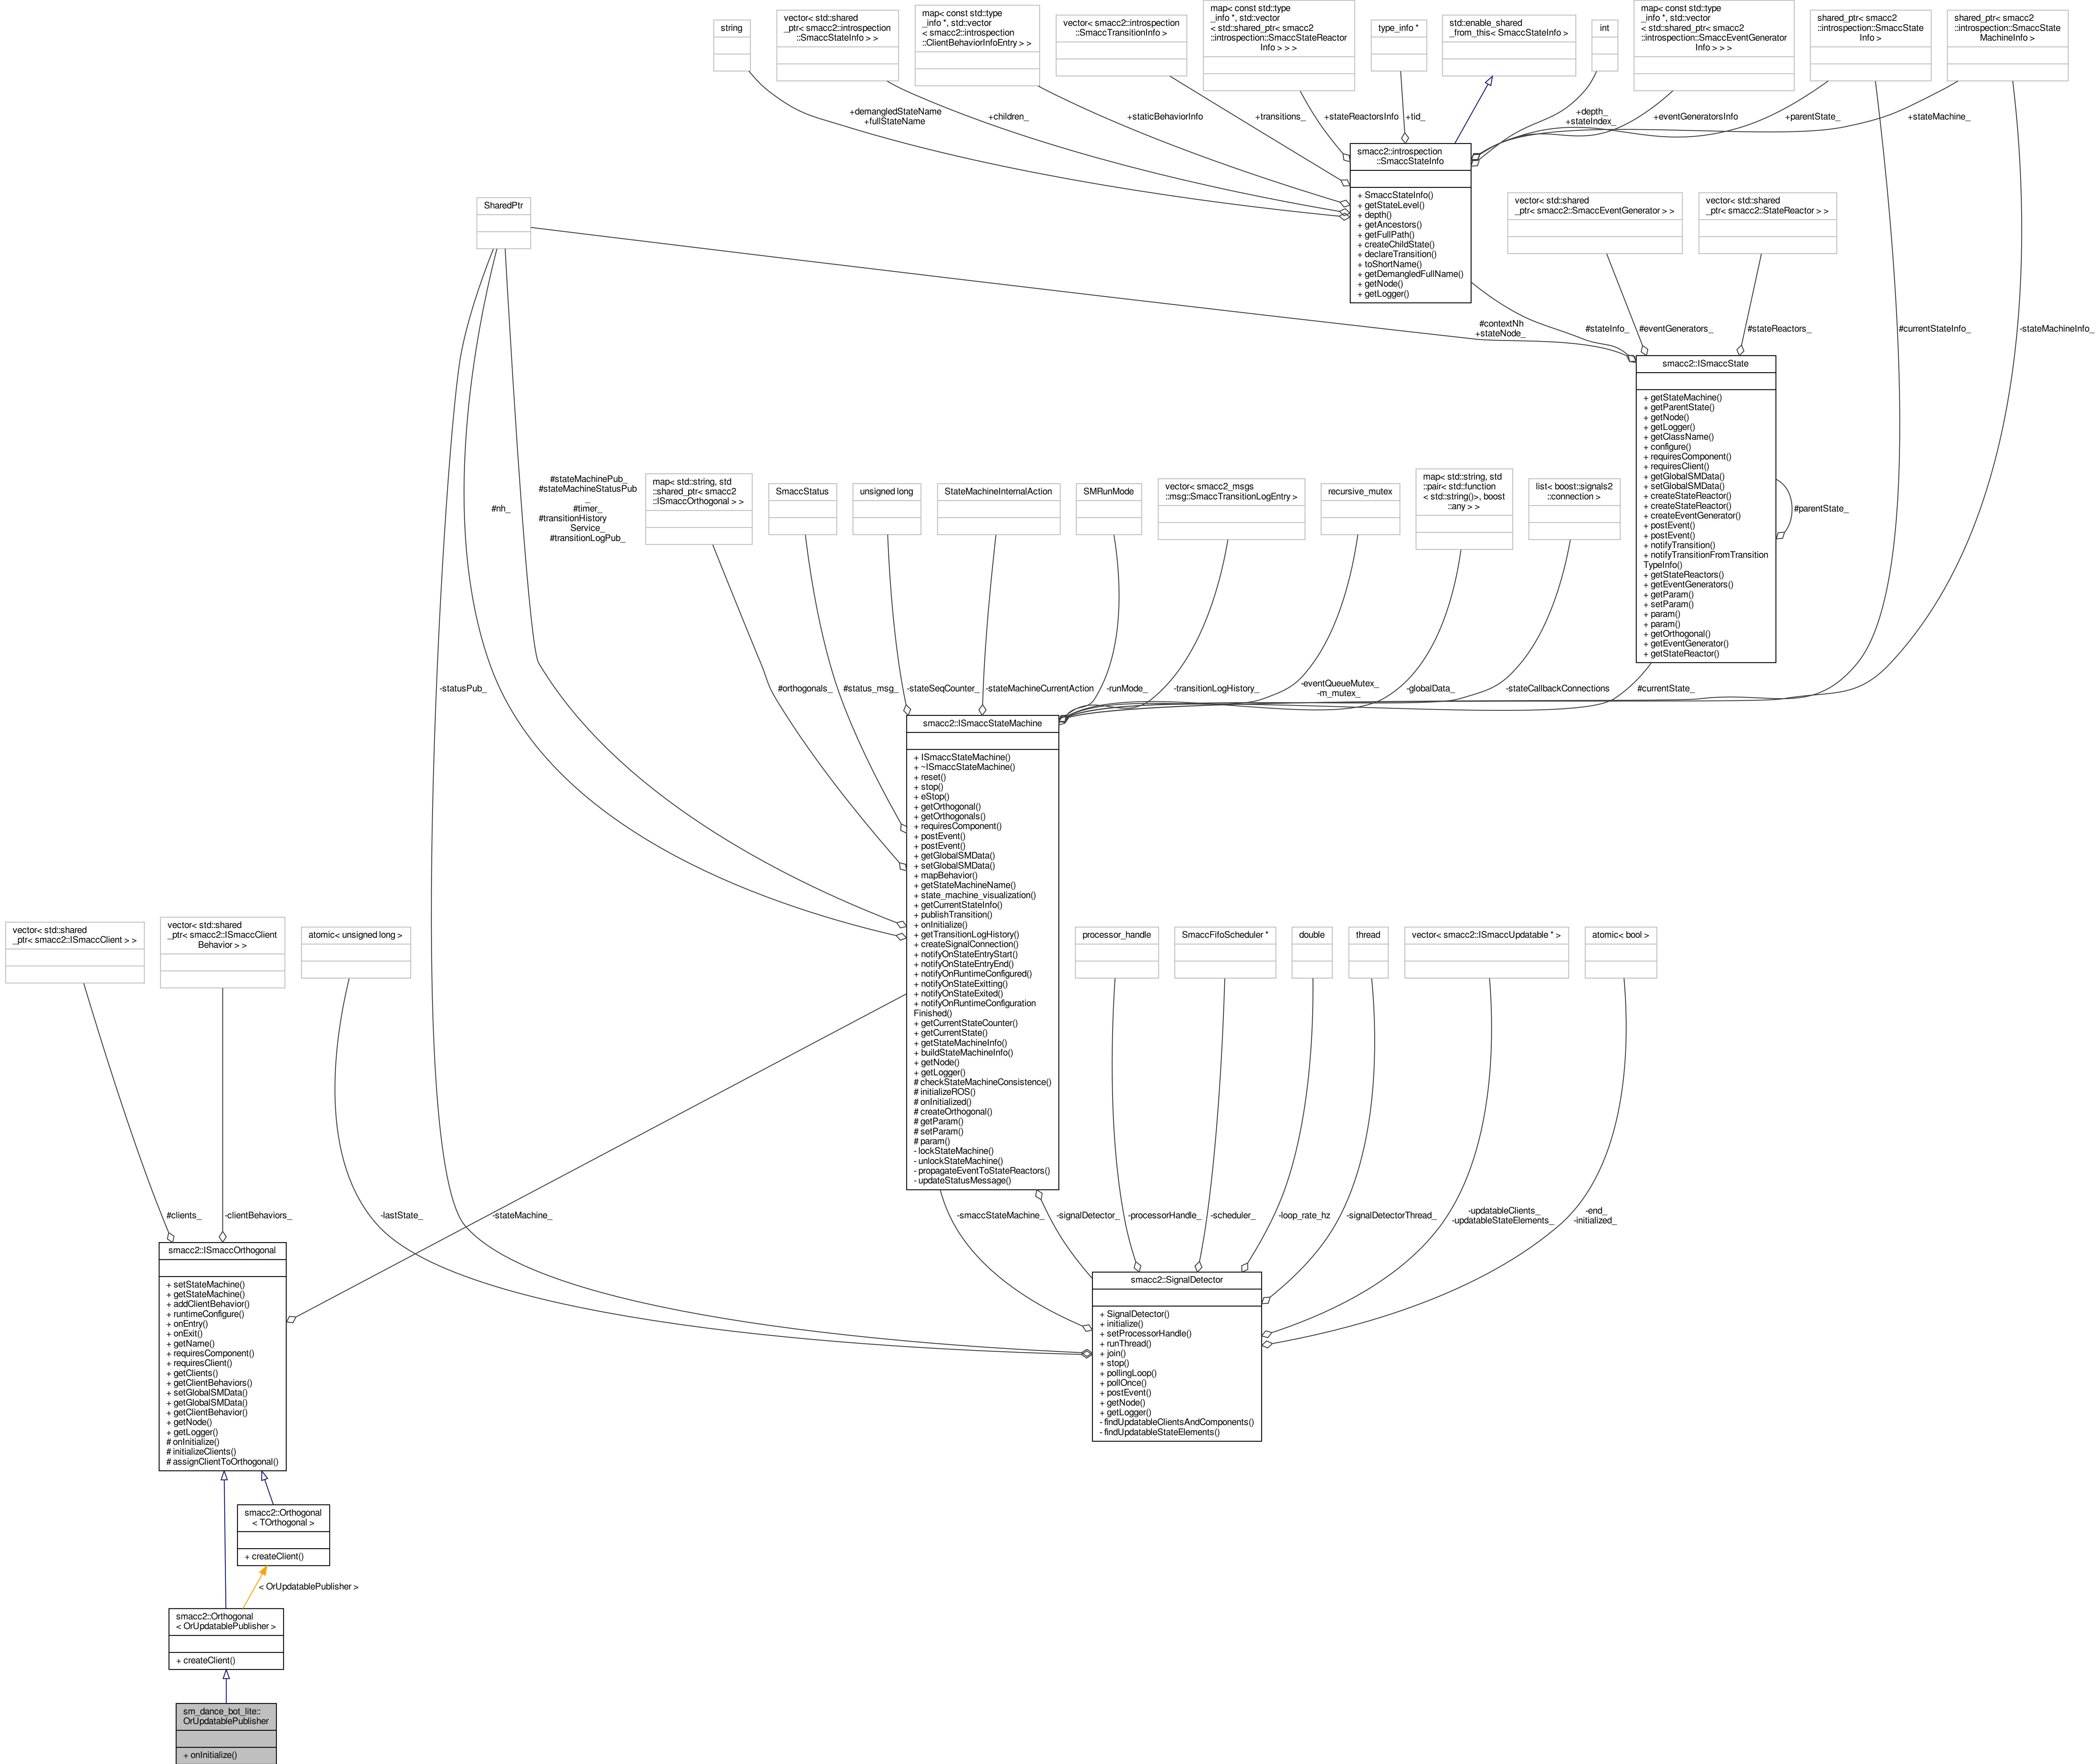 string
vector< std::shared
_ptr< smacc2::introspection
::SmaccStateInfo > >
map< const std::type
_info *, std::vector
< smacc2::introspection
::ClientBehaviorInfoEntry > >
vector< smacc2::introspection
::SmaccTransitionInfo >
map< const std::type
_info *, std::vector
< std::shared_ptr< smacc2
::introspection::SmaccStateReactor
Info > > >
type_info *
std::enable_shared
_from_this< SmaccStateInfo >
int
map< const std::type
_info *, std::vector
< std::shared_ptr< smacc2
::introspection::SmaccEventGenerator
Info > > >
shared_ptr< smacc2
::introspection::SmaccState
Info >
shared_ptr< smacc2
::introspection::SmaccState
MachineInfo >
+demangledStateName
+fullStateName
+children_
+staticBehaviorInfo
+transitions_
+stateReactorsInfo
+tid_
+depth_
+stateIndex_
+eventGeneratorsInfo
+parentState_
+stateMachine_
smacc2::introspection
::SmaccStateInfo
+ SmaccStateInfo()
+ getStateLevel()
+ depth()
+ getAncestors()
+ getFullPath()
+ createChildState()
+ declareTransition()
+ toShortName()
+ getDemangledFullName()
+ getNode()
+ getLogger()
SharedPtr
vector< std::shared
_ptr< smacc2::SmaccEventGenerator > >
vector< std::shared
_ptr< smacc2::StateReactor > >
#contextNh
+stateNode_
#stateInfo_
#eventGenerators_
#stateReactors_
#currentStateInfo_
-stateMachineInfo_
smacc2::ISmaccState
+ getStateMachine()
+ getParentState()
+ getNode()
+ getLogger()
+ getClassName()
+ configure()
+ requiresComponent()
+ requiresClient()
+ getGlobalSMData()
+ setGlobalSMData()
+ createStateReactor()
+ createStateReactor()
+ createEventGenerator()
+ postEvent()
+ postEvent()
+ notifyTransition()
+ notifyTransitionFromTransition
TypeInfo()
+ getStateReactors()
+ getEventGenerators()
+ getParam()
+ setParam()
+ param()
+ param()
+ getOrthogonal()
+ getEventGenerator()
+ getStateReactor()
#parentState_
#nh_
#stateMachinePub_
#stateMachineStatusPub
_
#timer_
#transitionHistory
Service_
#transitionLogPub_
map< std::string, std
::shared_ptr< smacc2
::ISmaccOrthogonal > >
SmaccStatus
unsigned long
StateMachineInternalAction
SMRunMode
vector< smacc2_msgs
::msg::SmaccTransitionLogEntry >
recursive_mutex
map< std::string, std
::pair< std::function
< std::string()>, boost
::any > >
list< boost::signals2
::connection >
-statusPub_
#orthogonals_
#status_msg_
-stateSeqCounter_
-stateMachineCurrentAction
-runMode_
-transitionLogHistory_
-eventQueueMutex_
-m_mutex_
-globalData_
-stateCallbackConnections
#currentState_
smacc2::ISmaccStateMachine
+ ISmaccStateMachine()
+ ~ISmaccStateMachine()
+ reset()
+ stop()
+ eStop()
+ getOrthogonal()
+ getOrthogonals()
+ requiresComponent()
+ postEvent()
+ postEvent()
+ getGlobalSMData()
+ setGlobalSMData()
+ mapBehavior()
+ getStateMachineName()
+ state_machine_visualization()
+ getCurrentStateInfo()
+ publishTransition()
+ onInitialize()
+ getTransitionLogHistory()
+ createSignalConnection()
+ notifyOnStateEntryStart()
+ notifyOnStateEntryEnd()
+ notifyOnRuntimeConfigured()
+ notifyOnStateExitting()
+ notifyOnStateExited()
+ notifyOnRuntimeConfiguration
Finished()
+ getCurrentStateCounter()
+ getCurrentState()
+ getStateMachineInfo()
+ buildStateMachineInfo()
+ getNode()
+ getLogger()
# checkStateMachineConsistence()
# initializeROS()
# onInitialized()
# createOrthogonal()
# getParam()
# setParam()
# param()
- lockStateMachine()
- unlockStateMachine()
- propagateEventToStateReactors()
- updateStatusMessage()
vector< std::shared
_ptr< smacc2::ISmaccClient > >
vector< std::shared
_ptr< smacc2::ISmaccClient
Behavior > >
atomic< unsigned long >
processor_handle
SmaccFifoScheduler *
double
thread
vector< smacc2::ISmaccUpdatable * >
atomic< bool >
#clients_
-clientBehaviors_
-lastState_
-stateMachine_
-smaccStateMachine_
-signalDetector_
-processorHandle_
-scheduler_
-loop_rate_hz
-signalDetectorThread_
-updatableClients_
-updatableStateElements_
-end_
-initialized_
smacc2::ISmaccOrthogonal
+ setStateMachine()
+ getStateMachine()
+ addClientBehavior()
+ runtimeConfigure()
+ onEntry()
+ onExit()
+ getName()
+ requiresComponent()
+ requiresClient()
+ getClients()
+ getClientBehaviors()
+ setGlobalSMData()
+ getGlobalSMData()
+ getClientBehavior()
+ getNode()
+ getLogger()
# onInitialize()
# initializeClients()
# assignClientToOrthogonal()
smacc2::SignalDetector
+ SignalDetector()
+ initialize()
+ setProcessorHandle()
+ runThread()
+ join()
+ stop()
+ pollingLoop()
+ pollOnce()
+ postEvent()
+ getNode()
+ getLogger()
- findUpdatableClientsAndComponents()
- findUpdatableStateElements()
smacc2::Orthogonal
< TOrthogonal >
+ createClient()
< OrUpdatablePublisher >
smacc2::Orthogonal
< OrUpdatablePublisher >
+ createClient()
sm_dance_bot_lite::
OrUpdatablePublisher
+ onInitialize()